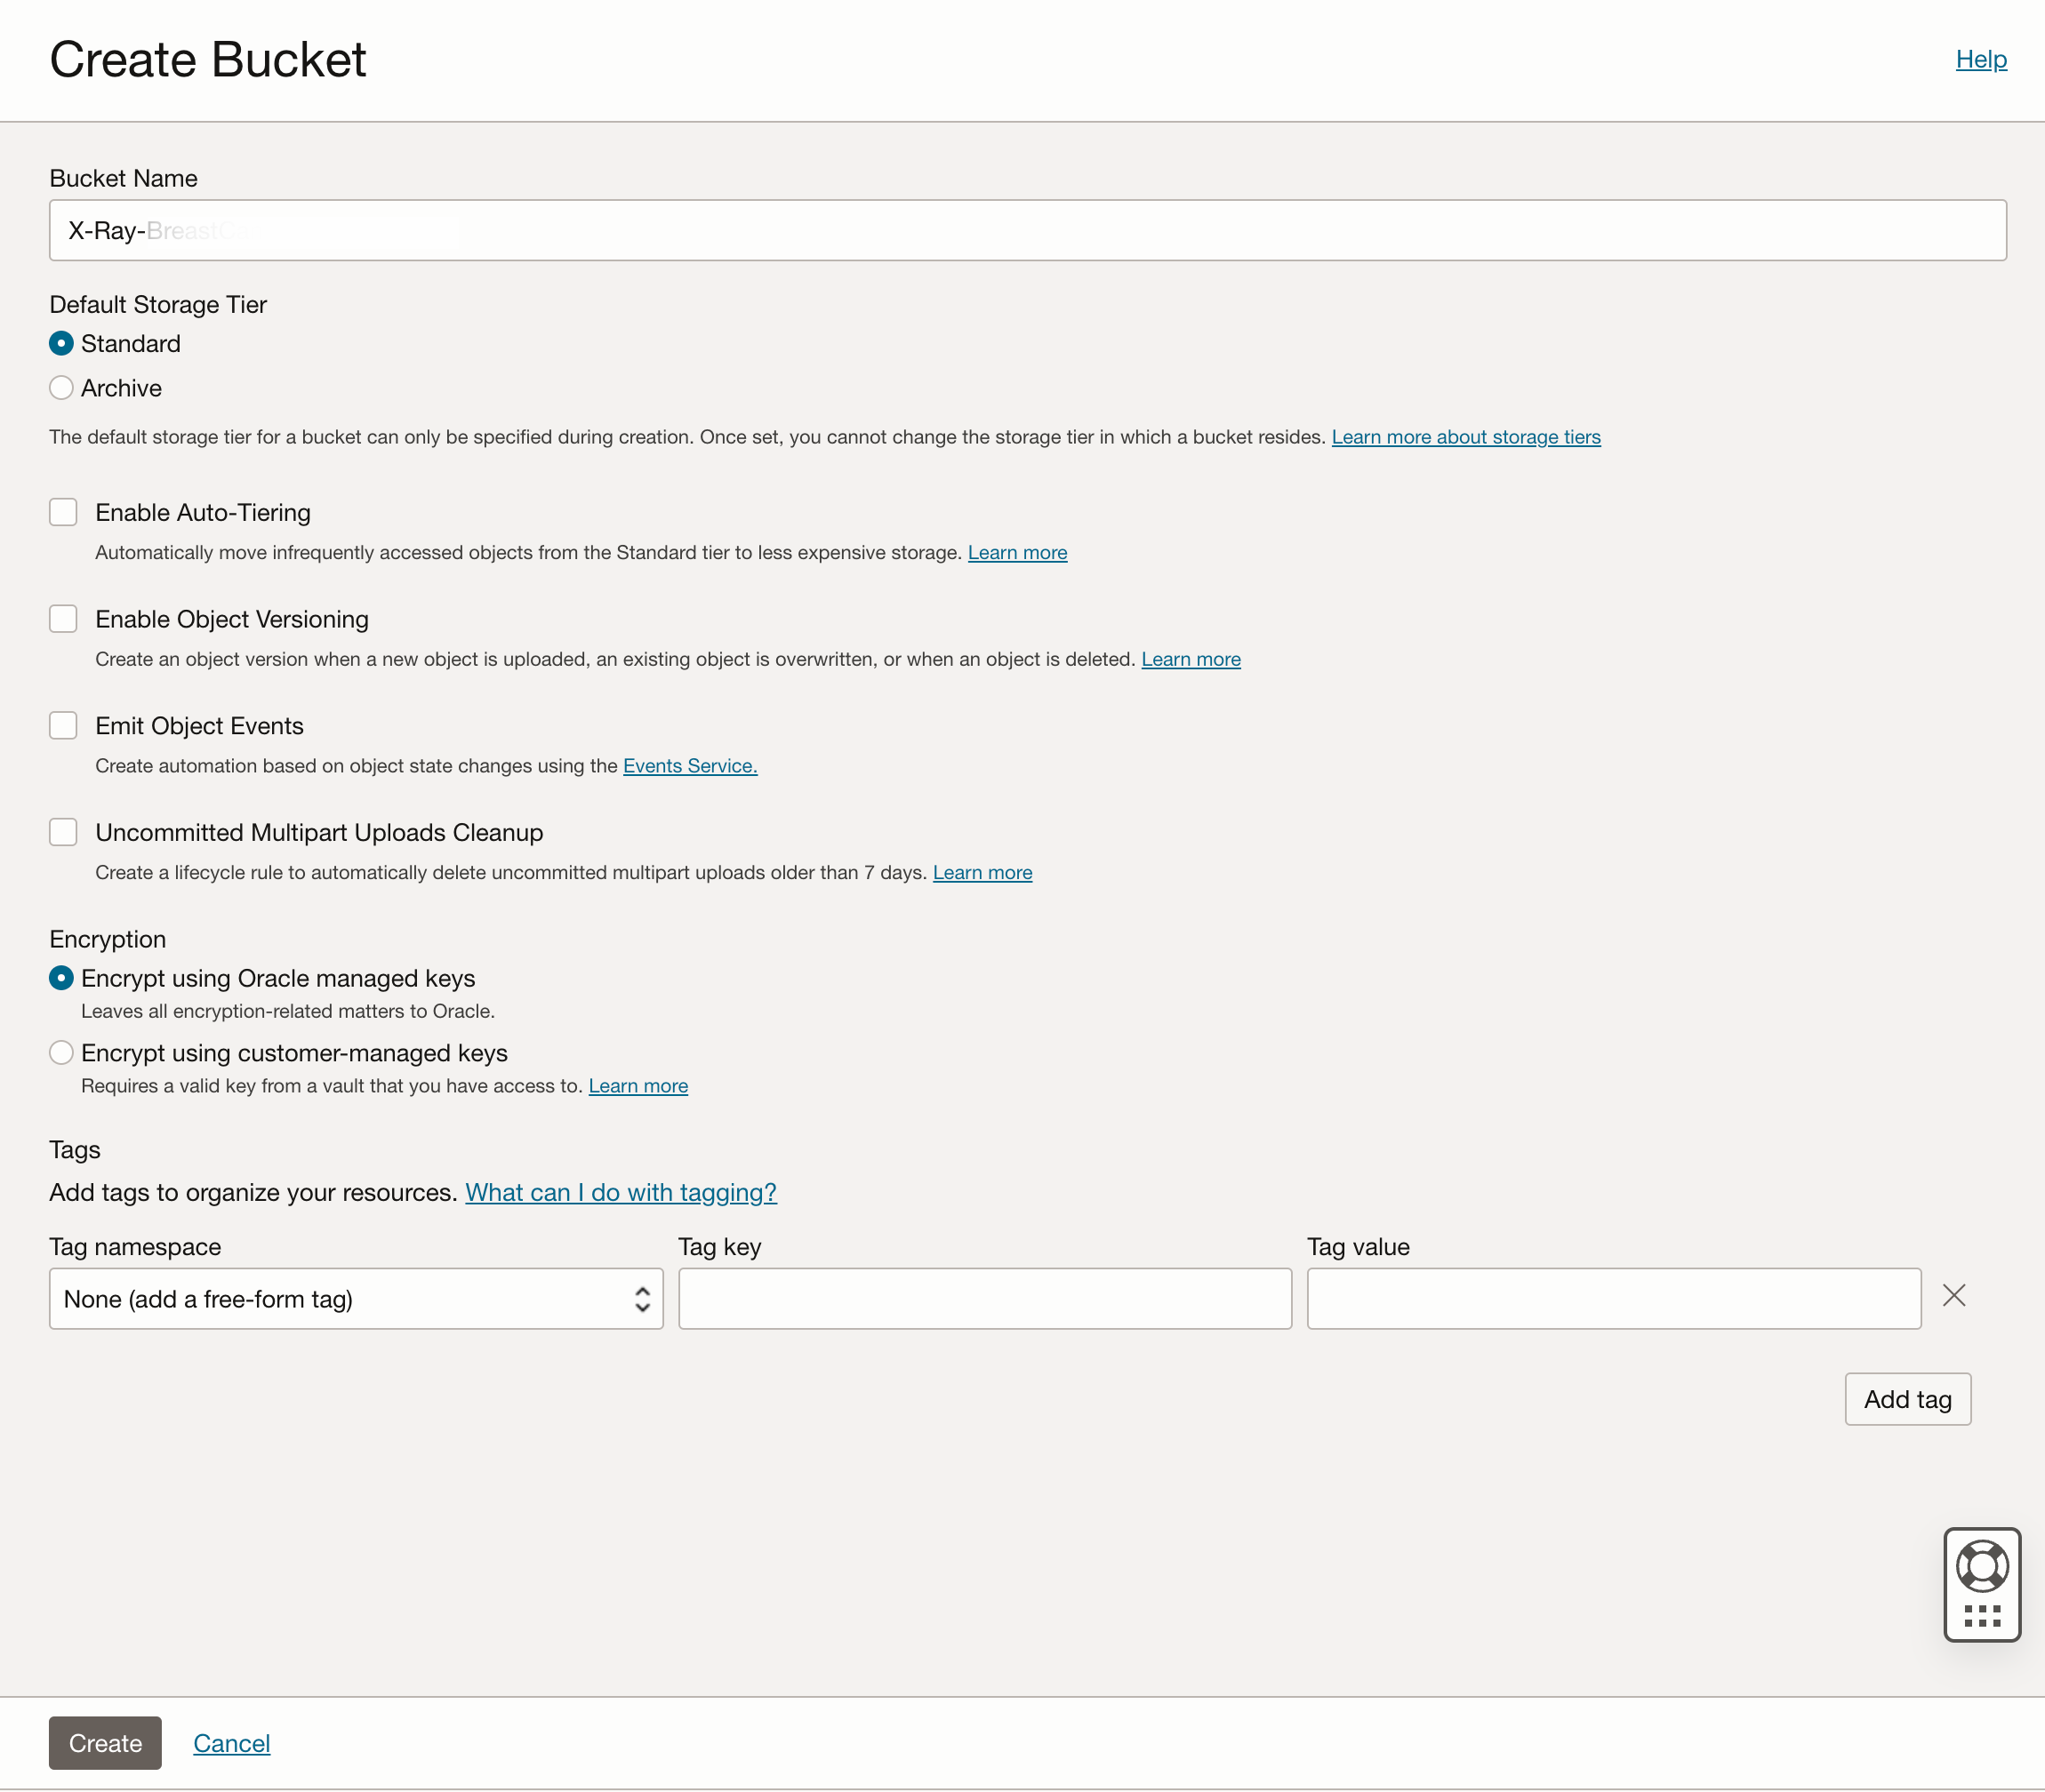 Create Bucket
Help
Bucket Name
X-Ray-
Default Storage Tier
Standard
Archive
The default storage tier for a bucket can only be specified during creation. Once set, you cannot change the storage tier in which a bucket resides. Learn more about storage tiers
Enable Auto-Tiering
Automatically move infrequently accessed objects from the Standard tier to less expensive storage. Learn more
Enable Object Versioning
Create an object version when a new object is uploaded, an existing object is overwritten, or when an object is deleted. Learn more
Emit Object Events
Create automation based on object state changes using the Events Service.
Uncommitted Multipart Uploads Cleanup
Create a lifecycle rule to automatically delete uncommitted multipart uploads older than 7 days. Learn more
Encryption
Encrypt using Oracle managed keys
Leaves all encryption-related matters to Oracle.
Encrypt using customer-managed keys
Requires a valid key from a vault that you have access to. Learn more
Tags
Add tags to organize your resources. What can I do with tagging?
Tag namespace Tag key Tag value
None (add a free-form tag)
Add tag
Create Cancel